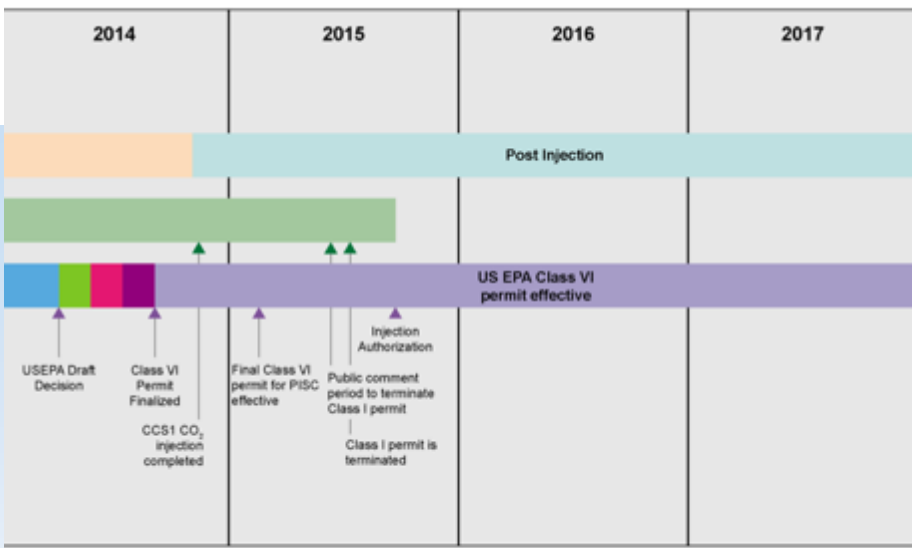 2014
2015
2016
2017
Post Injection
US EPA Class VI
permit effective
Injection
Authorization
USEPA Draft
Decision
Class VI
Permit
Finalized
Final Class VI
permit for PISC
effective
Public comment
period to terminate
Class I permit
CCS1 CO₂
injection
completed
Class I permit is
terminated